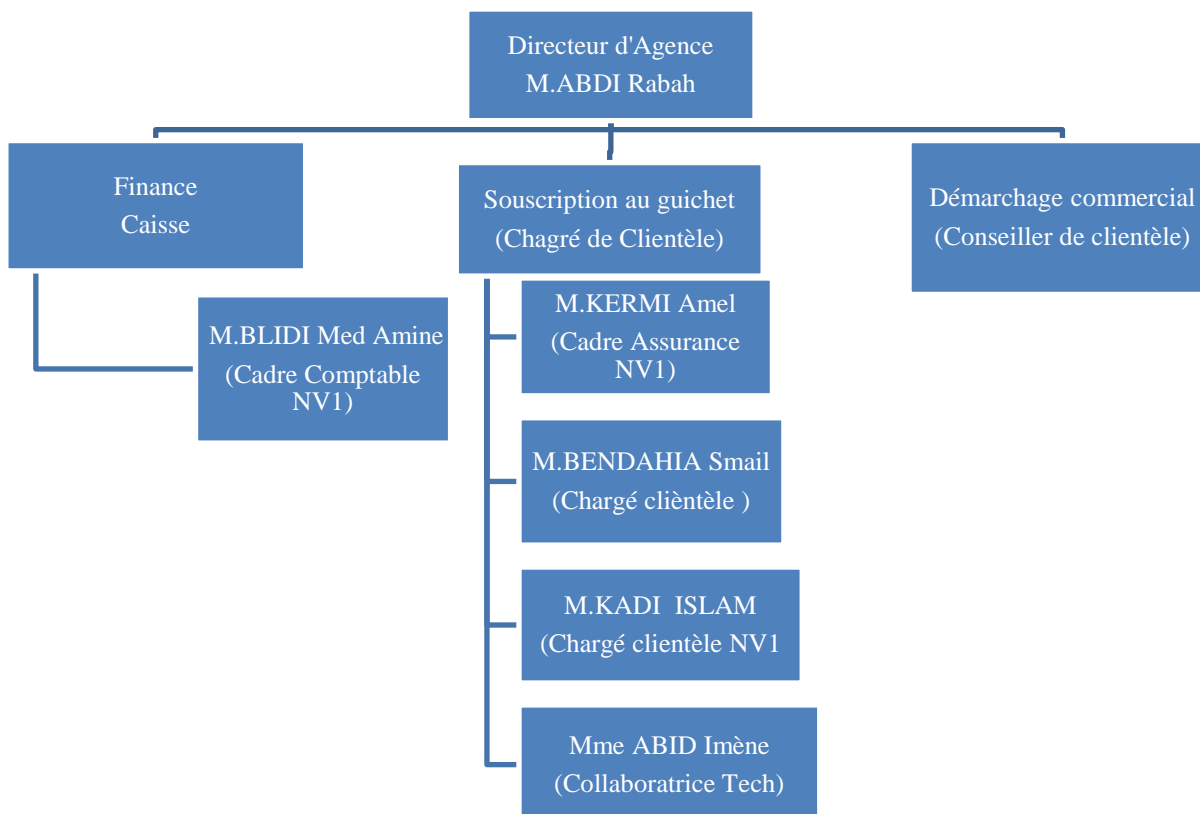 Directeur d'Agence
M.ABDI Rabah
Finance
Caisse
Souscription au guichet
(Chagré de Clientèle)
Démarchage commercial
(Conseiller de clientèle)
M.BLIDI Med Amine
(Cadre Comptable
NV1)
M.KERMI Amel
(Cadre Assurance
NV1)
M.BENDAHIA Smail
(Chargé clièntèle )
M.KADI ISLAM
(Chargé clientèle NV1
Mme ABID Imène
(Collaboratrice Tech)